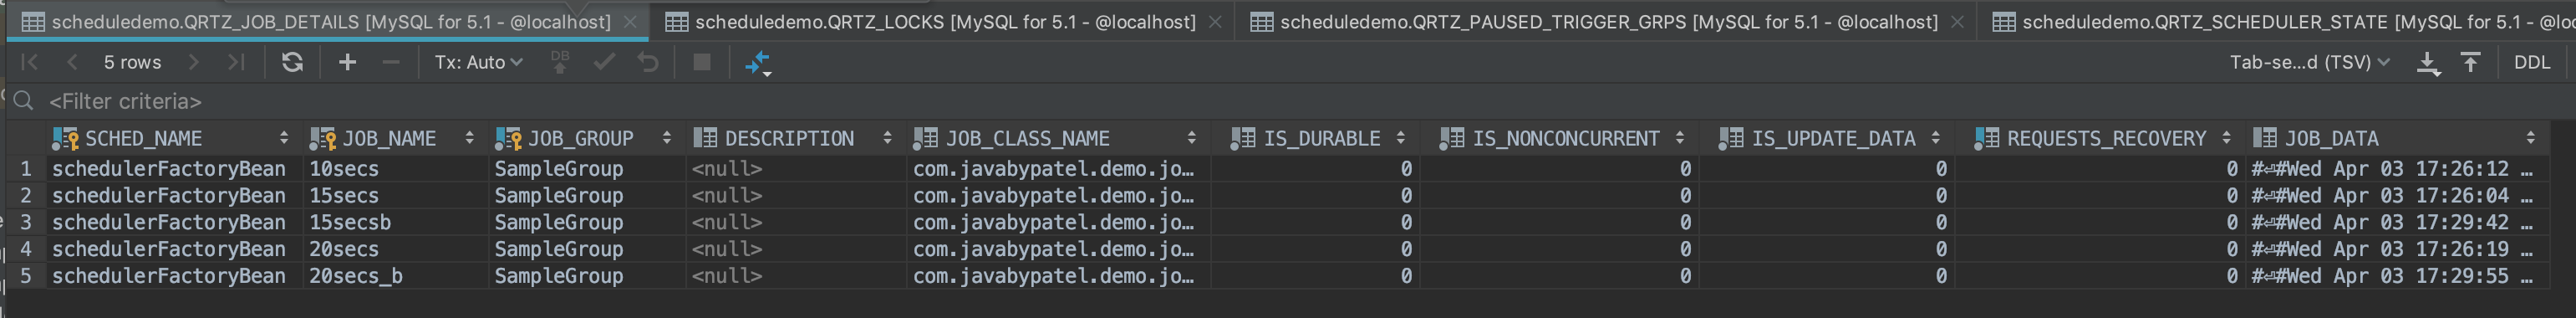 scheduledemo.QRTZ_JOB_DETAILS [MySQL for 5.1 - @localhost] scheduledemo.QRTZ_LOCKS [MySQL for 5.1 - @localhost] scheduledemo.QRTZ_PAUSED_TRIGGER_GRPS [MySQL for 5.1 - @localhost] scheduledemo.QRTZ_SCHEDULER_STATE [MySQL for 5.1 - @loc
5 rows Tx: Auto DB Tab-se...d (TSV) DDL
<Filter criteria>
SCHED_NAME JOB_NAME JOB_GROUP DESCRIPTION JOB_CLASS_NAME IS_DURABLE IS_NONCONCURRENT IS_UPDATE_DATA REQUESTS_RECOVERY JOB_DATA
1 schedulerFactoryBean 10secs SampleGroup <null> com.javabypatel.demo.jo... 0 0 0 0 #⏎#Wed Apr 03 17:26:12 ...
2 schedulerFactoryBean 15secs SampleGroup <null> com.javabypatel.demo.jo... 0 0 0 0 #⏎#Wed Apr 03 17:26:04 ...
3 schedulerFactoryBean 15secsb SampleGroup <null> com.javabypatel.demo.jo... 0 0 0 0 #⏎#Wed Apr 03 17:29:42 ...
4 schedulerFactoryBean 20secs SampleGroup <null> com.javabypatel.demo.jo... 0 0 0 0 #⏎#Wed Apr 03 17:26:19 ...
5 schedulerFactoryBean 20secs_b SampleGroup <null> com.javabypatel.demo.jo... 0 0 0 0 #⏎#Wed Apr 03 17:29:55 ...